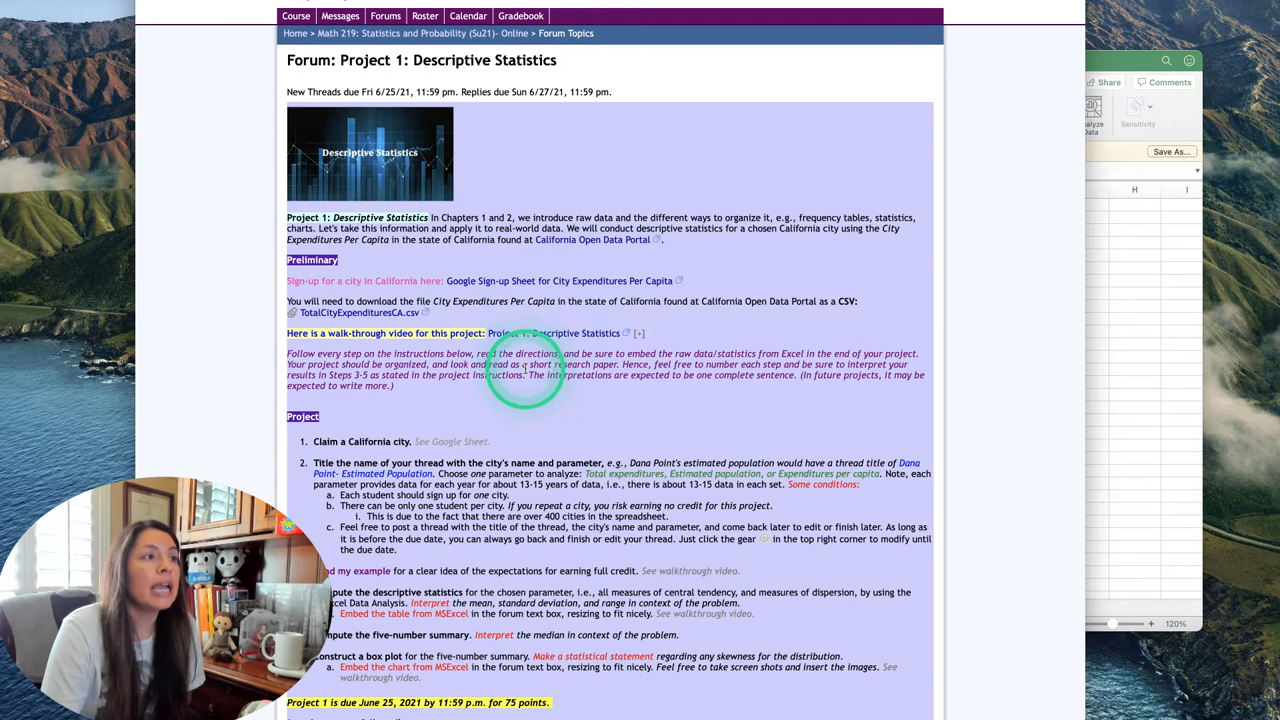 Course Messages Forums Roster Calendar Gradebook
Home > Math 219: Statistics and Probability (Su21)- Online > Forum Topics
Forum: Project 1: Descriptive Statistics
New Threads due Fri 6/25/21, 11:59 pm. Replies due Sun 6/27/21, 11:59 pm.
Descriptive Statistics
Project 1: Descriptive Statistics In Chapters 1 and 2, we introduce raw data and the different ways to organize it, e.g., frequency tables, statistics,
charts. Let's take this information and apply it to real-world data. We will conduct descriptive statistics for a chosen California city using the City
Expenditures Per Capita in the state of California found at California Open Data Portal.
Preliminary
Sign-up for a city in California here: Google Sign-up Sheet for City Expenditures Per Capita
You will need to download the file City Expenditures Per Capita in the state of California found at California Open Data Portal as a CSV:
TotalCityExpendituresCA.csv
Here is a walk-through video for this project: Project 1: Descriptive Statistics [+]
Follow every step on the instructions below, read the directions, and be sure to embed the raw data/statistics from Excel in the end of your project.
Your project should be organized, and look and read as a short research paper. Hence, feel free to number each step and be sure to interpret your
results in Steps 3-5 as stated in the project instructions. The interpretations are expected to be one complete sentence. (In future projects, it may be
expected to write more.)
Project
1. Claim a California city. See Google Sheet.
2. Title the name of your thread with the city's name and parameter, e.g., Dana Point's estimated population would have a thread title of Dana
Point- Estimated Population. Choose one parameter to analyze: Total expenditures, Estimated population, or Expenditures per capita. Note, each
parameter provides data for each year for about 13-15 years of data, i.e., there is about 13-15 data in each set. Some conditions:
a. Each student should sign up for one city.
b. There can be only one student per city. If you repeat a city, you risk earning no credit for this project.
i. This is due to the fact that there are over 400 cities in the spreadsheet.
c. Feel free to post a thread with the title of the thread, the city's name and parameter, and come back later to edit or finish later. As long as
it is before the due date, you can always go back and finish or edit your thread. Just click the gear in the top right corner to modify until
the due date.
my example for a clear idea of the expectations for earning full credit. See walkthrough video.
pute the descriptive statistics for the chosen parameter, i.e., all measures of central tendency, and measures of dispersion, by using the
cel Data Analysis. Interpret the mean, standard deviation, and range in context of the problem.
a. Embed the table from MSExcel in the forum text box, resizing to fit nicely. See walkthrough video.
mpute the five-number summary. Interpret the median in context of the problem.
onstruct a box plot for the five-number summary. Make a statistical statement regarding any skewness for the distribution.
a. Embed the chart from MSExcel in the forum text box, resizing to fit nicely. Feel free to take screen shots and insert the images. See
walkthrough video.
Project 1 is due June 25, 2021 by 11:59 p.m. for 75 points.
Share Comments
alyze Data
Sensitivity
Save As...
H I
120%